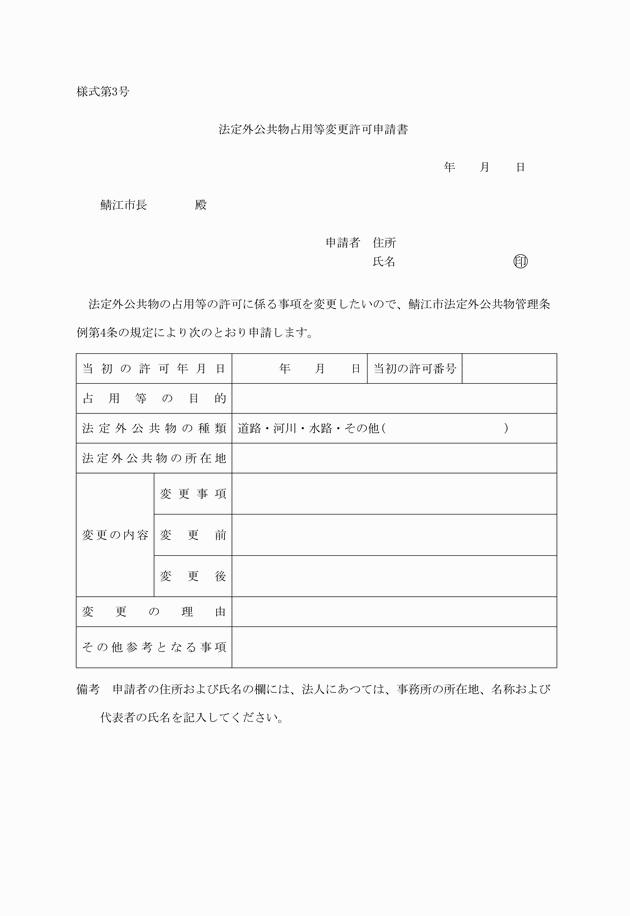 様式第3号
法定外公共物占用等変更許可申請書
年　　月　　日
鯖江市長　　　　殿
申請者　住所
氏名　　　　　　　　　　㊞
法定外公共物の占用等の許可に係る事項を変更したいので、鯖江市法定外公共物管理条
例第4条の規定により次のとおり申請します。
当初の許可年月日　　年　　月　　日　当初の許可番号
占用等の目的
法定外公共物の種類　道路・河川・水路・その他(　　　　　　　　　　)
法定外公共物の所在地
変更の内容　変更事項
変更前
変更後
変更の理由
その他参考となる事項
備考　申請者の住所および氏名の欄には、法人にあつては、事務所の所在地、名称および
代表者の氏名を記入してください。